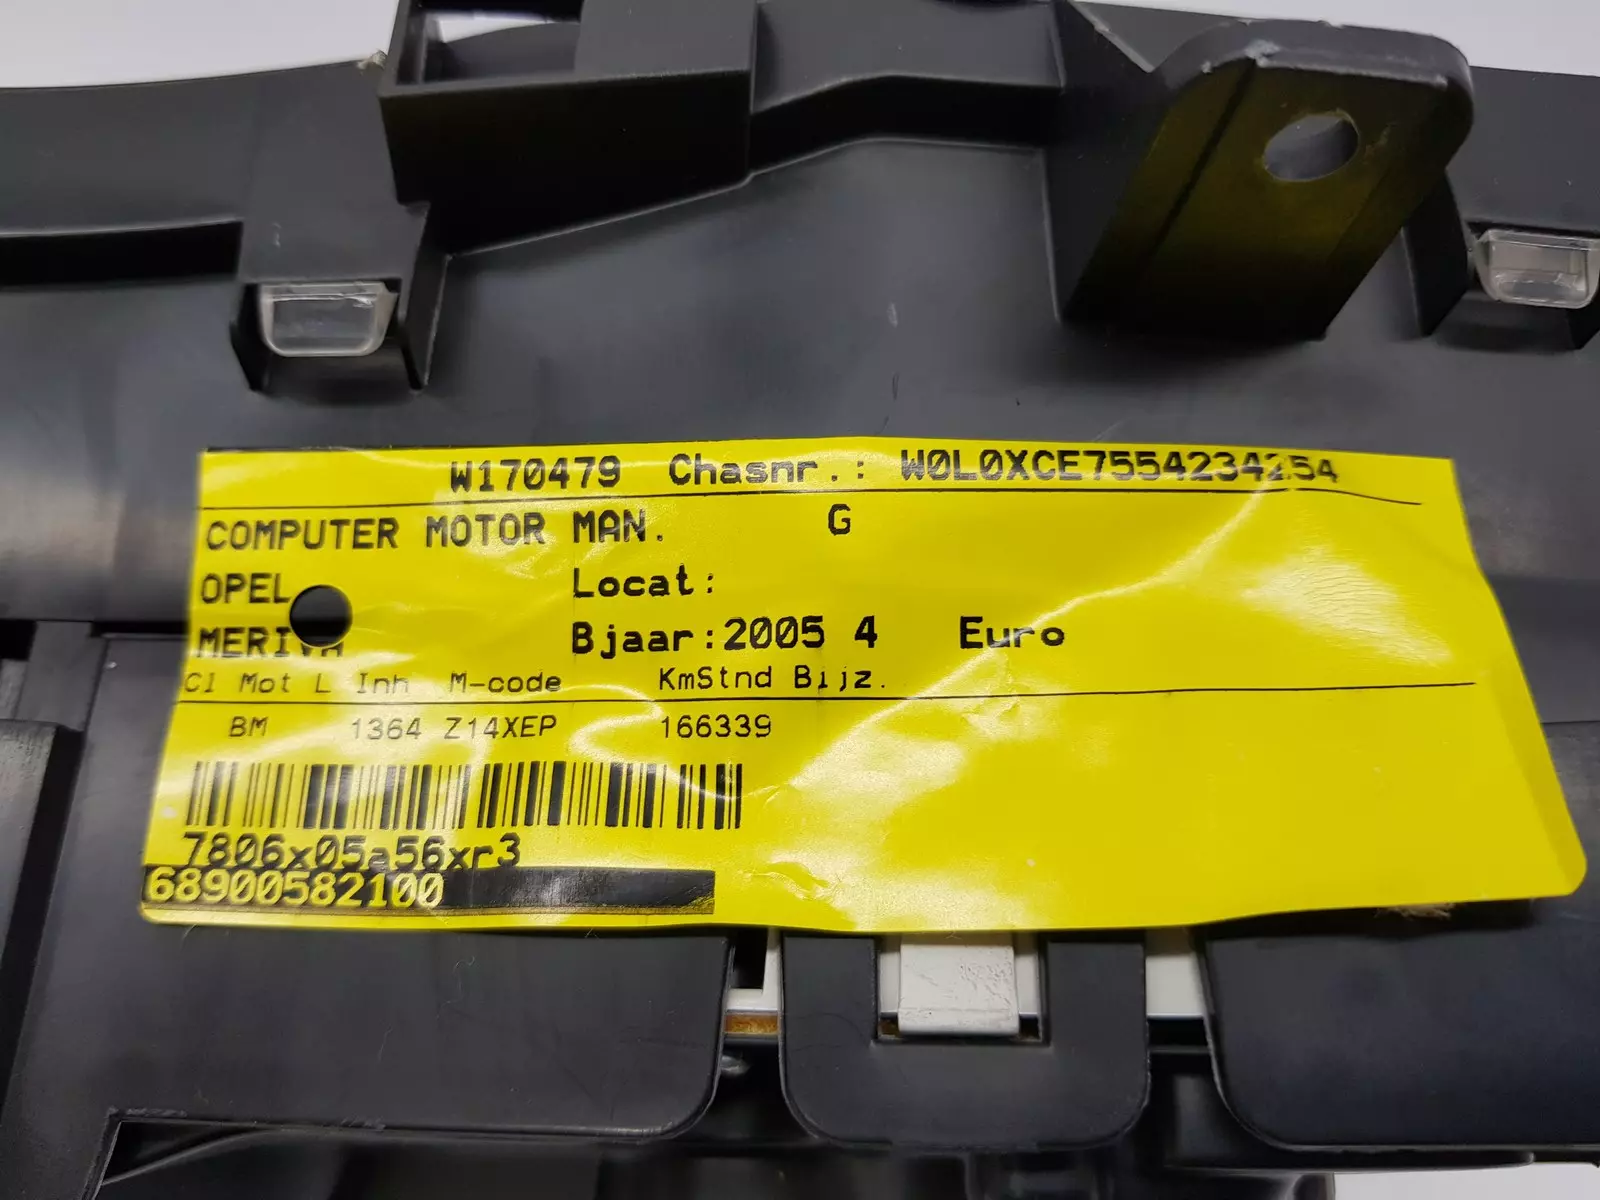 W170479 Chasnr.: W0L0XCE7554234254
COMPUTER MOTOR MAN. G
OPEL Locat:
MERIVA Bjaar:2005 4 Euro
Cl Mot L Inh M-code KmStnd Bijz.
BM 1364 Z14XEP 166339
7806x05a56xr3
68900582100